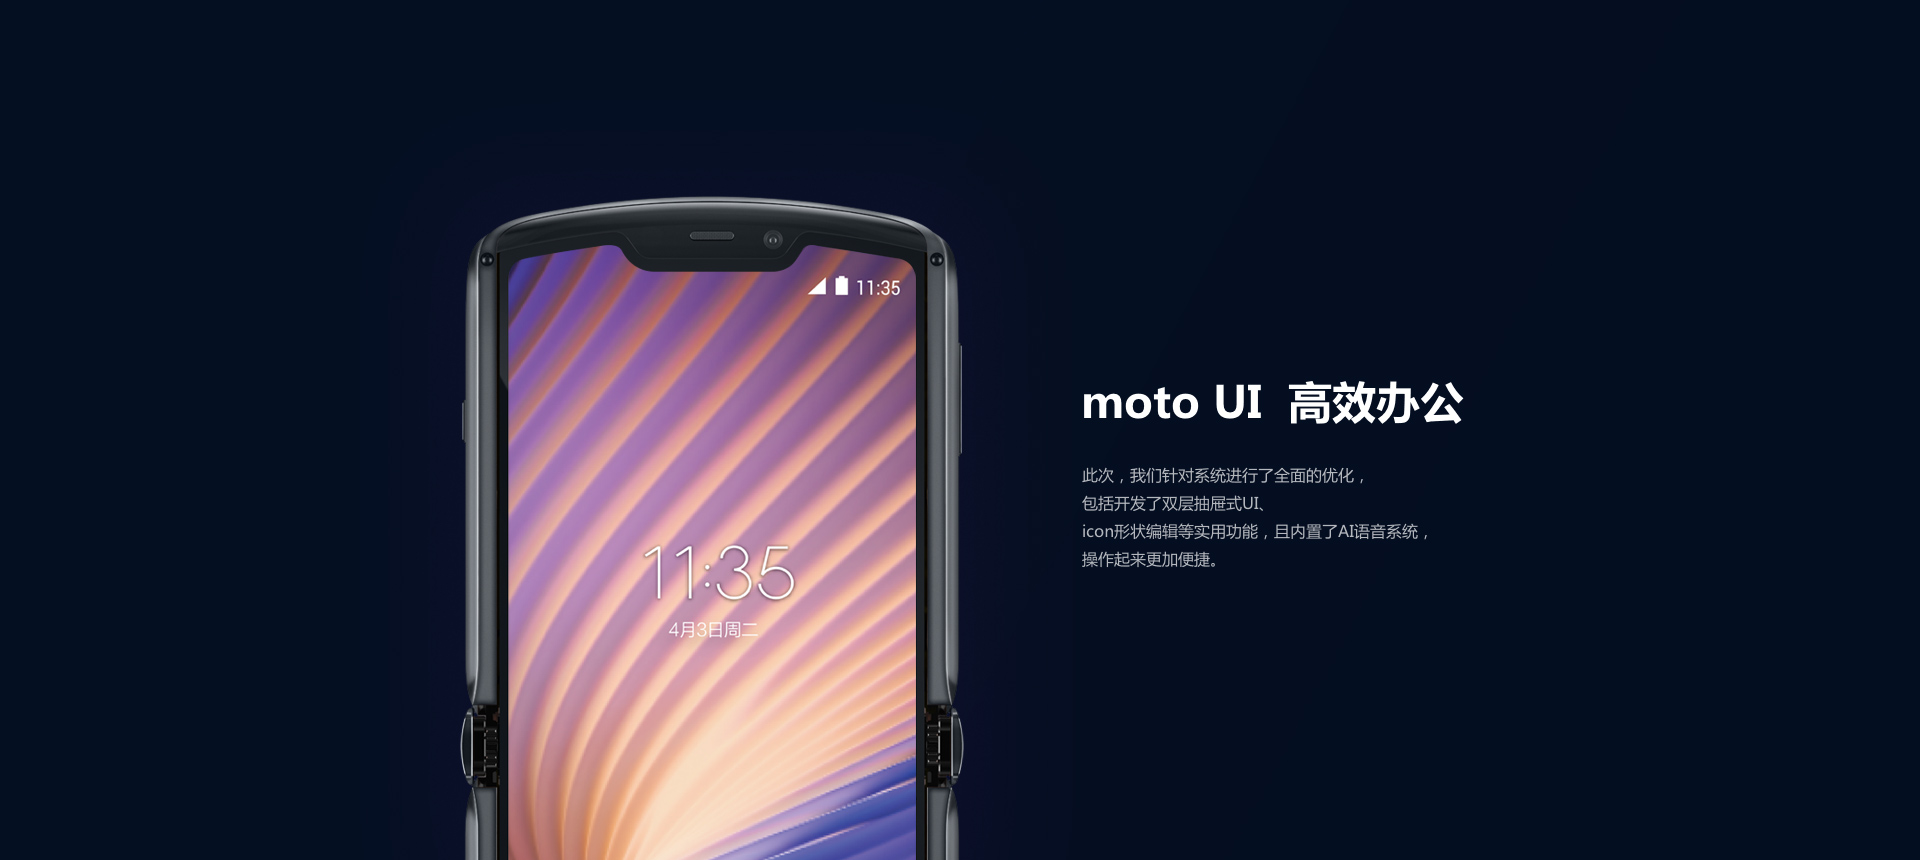 11:35
11:35
4月3日周二
moto UI 高效办公
此次，我们针对系统进行了全面的优化，
包括开发了双层抽屉式UI、
icon形状编辑等实用功能，且内置了AI语音系统，
操作起来更加便捷。